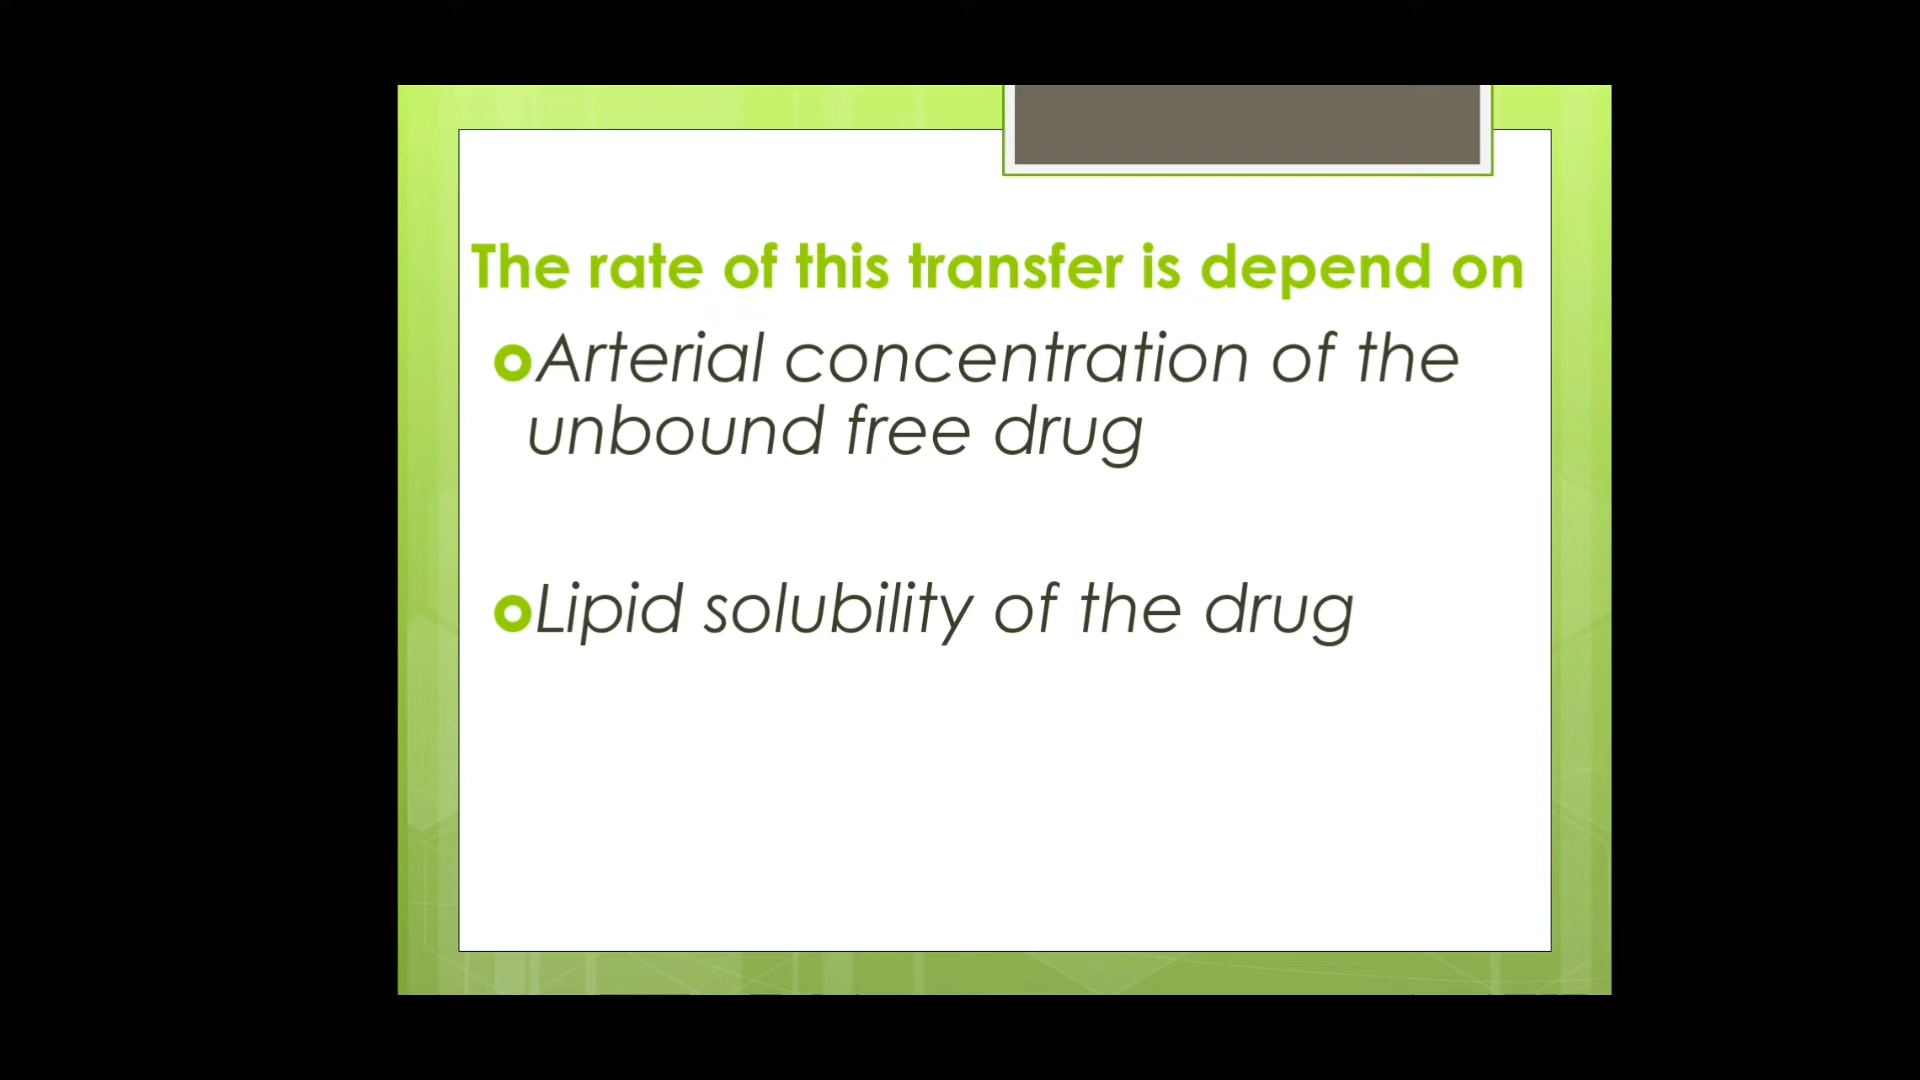 The rate of this transfer is depend on
Arterial concentration of the
unbound free drug
Lipid solubility of the drug